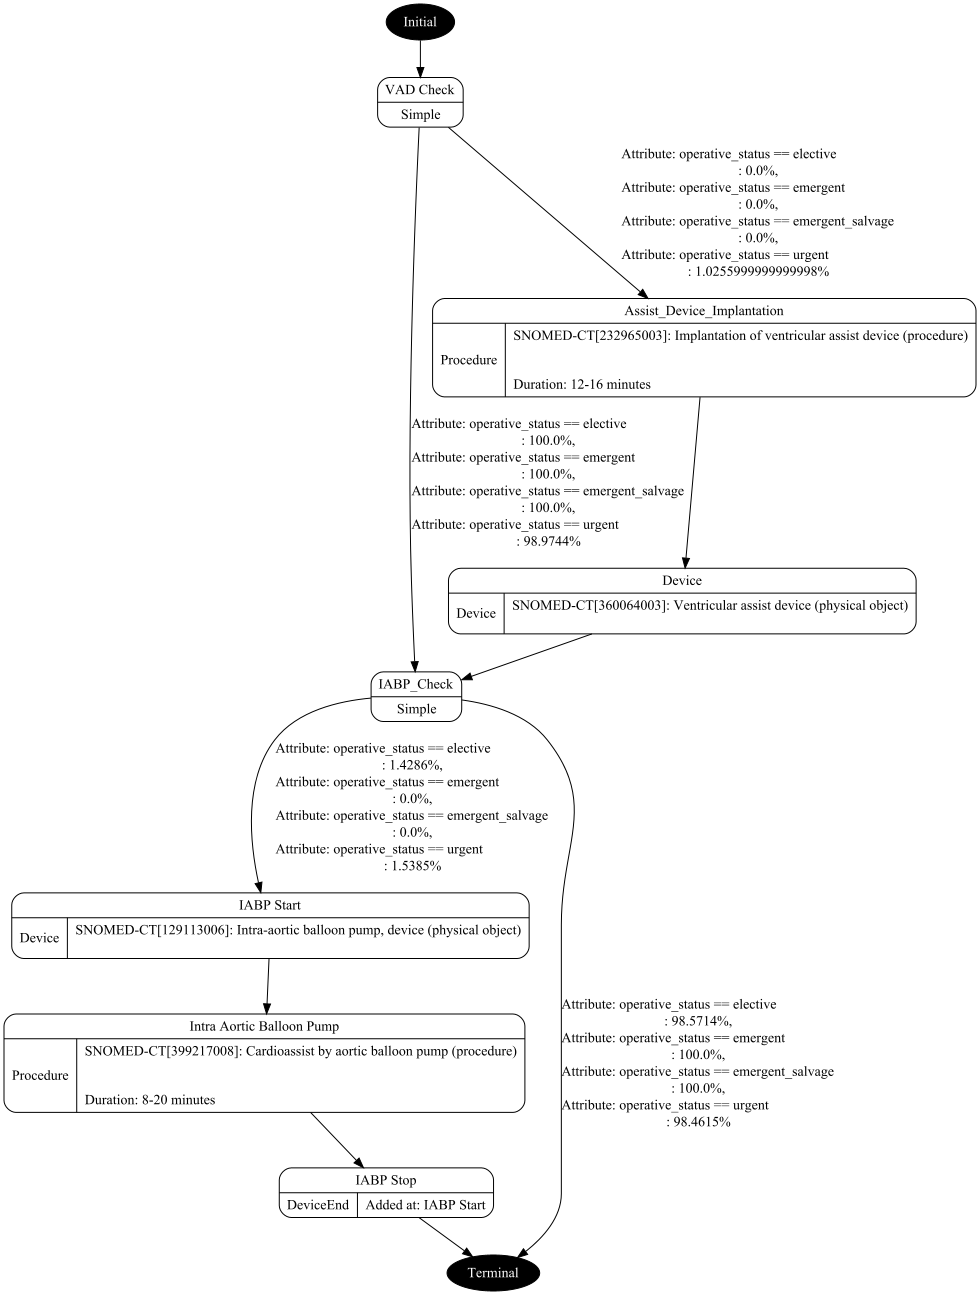 Initial
VAD Check
Simple
Attribute: operative_status == elective
: 0.0%,
Attribute: operative_status == emergent
: 0.0%,
Attribute: operative_status == emergent_salvage
: 0.0%,
Attribute: operative_status == urgent
: 1.0255999999999998%
Assist_Device_Implantation
Procedure
SNOMED-CT[232965003]: Implantation of ventricular assist device (procedure)
Duration: 12-16 minutes
Attribute: operative_status == elective
: 100.0%,
Attribute: operative_status == emergent
: 100.0%,
Attribute: operative_status == emergent_salvage
: 100.0%,
Attribute: operative_status == urgent
: 98.9744%
Device
Device
SNOMED-CT[360064003]: Ventricular assist device (physical object)
IABP_Check
Simple
Attribute: operative_status == elective
: 1.4286%,
Attribute: operative_status == emergent
: 0.0%,
Attribute: operative_status == emergent_salvage
: 0.0%,
Attribute: operative_status == urgent
: 1.5385%
IABP Start
Device
SNOMED-CT[129113006]: Intra-aortic balloon pump, device (physical object)
Attribute: operative_status == elective
: 98.5714%,
Attribute: operative_status == emergent
: 100.0%,
Attribute: operative_status == emergent_salvage
: 100.0%,
Attribute: operative_status == urgent
: 98.4615%
Intra Aortic Balloon Pump
Procedure
SNOMED-CT[399217008]: Cardioassist by aortic balloon pump (procedure)
Duration: 8-20 minutes
IABP Stop
DeviceEnd
Added at: IABP Start
Terminal